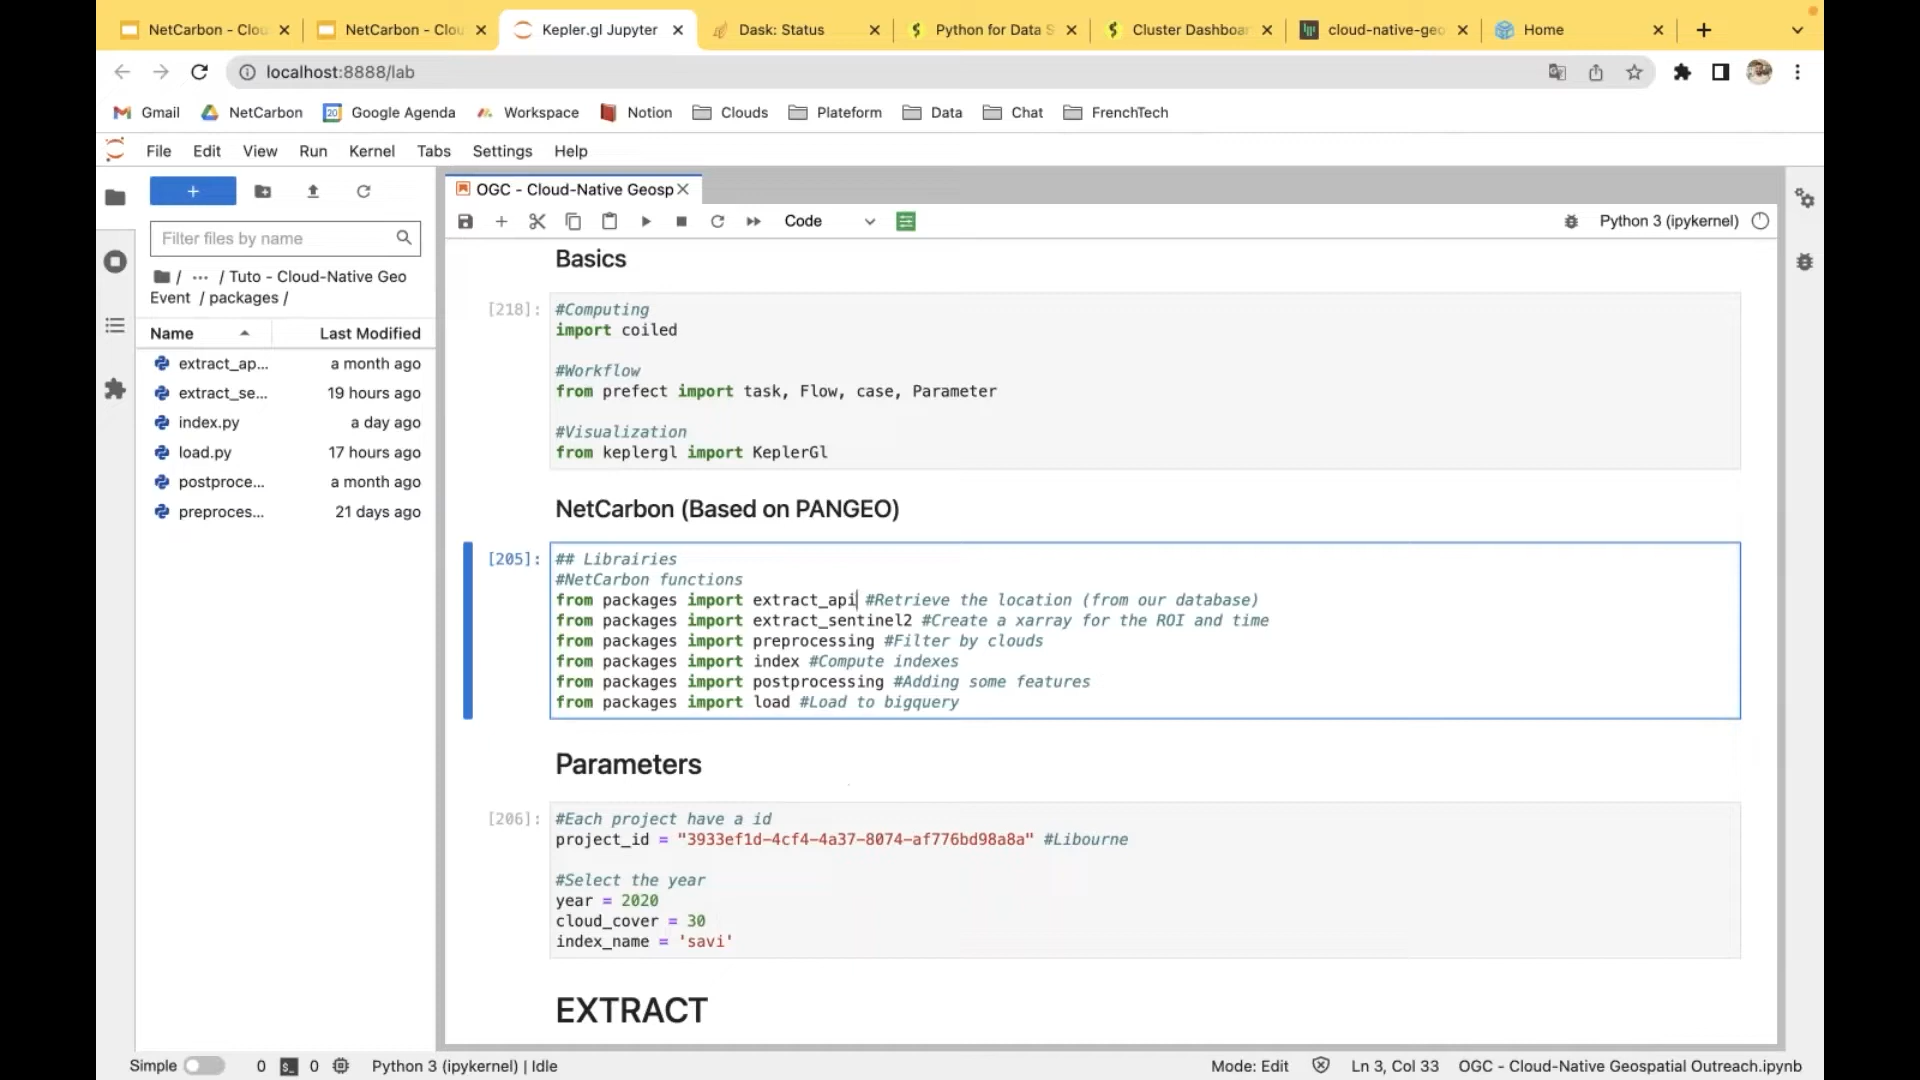 NetCarbon - Clou
NetCarbon - Clou
Kepler.gl Jupyter
Dask: Status
Python for Data S
Cluster Dashboar
cloud-native-geo
Home
localhost:8888/lab
Gmail
NetCarbon
Google Agenda
Workspace
Notion
Clouds
Plateform
Data
Chat
FrenchTech
File Edit View Run Kernel Tabs Settings Help
Filter files by name
/ ... / Tuto - Cloud-Native Geo
Event / packages /
Name Last Modified
extract_ap... a month ago
extract_se... 19 hours ago
index.py a day ago
load.py 17 hours ago
postproce... a month ago
preproces... 21 days ago
OGC - Cloud-Native Geosp
Code
Python 3 (ipykernel)
Basics
[218]: #Computing
import coiled
#Workflow
from prefect import task, Flow, case, Parameter
#Visualization
from keplergl import KeplerGl
NetCarbon (Based on PANGEO)
[205]: ## Librairies
#NetCarbon functions
from packages import extract_api #Retrieve the location (from our database)
from packages import extract_sentinel2 #Create a xarray for the ROI and time
from packages import preprocessing #Filter by clouds
from packages import index #Compute indexes
from packages import postprocessing #Adding some features
from packages import load #Load to bigquery
Parameters
[206]: #Each project have a id
project_id = "3933ef1d-4cf4-4a37-8074-af776bd98a8a" #Libourne
#Select the year
year = 2020
cloud_cover = 30
index_name = 'savi'
EXTRACT
Simple 0 0 Python 3 (ipykernel) | Idle
Mode: Edit Ln 3, Col 33 OGC - Cloud-Native Geospatial Outreach.ipynb